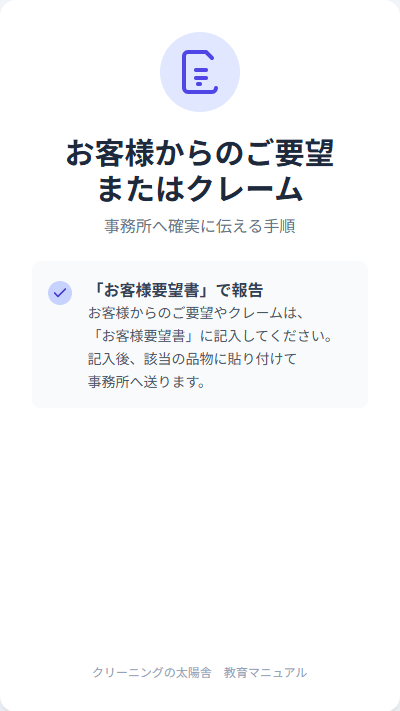 お客様からのご要望
またはクレーム
事務所へ確実に伝える手順
「お客様要望書」で報告
お客様からのご要望やクレームは、
「お客様要望書」に記入してください。
記入後、該当の品物に貼り付けて
事務所へ送ります。
クリーニングの太陽舎　教育マニュアル